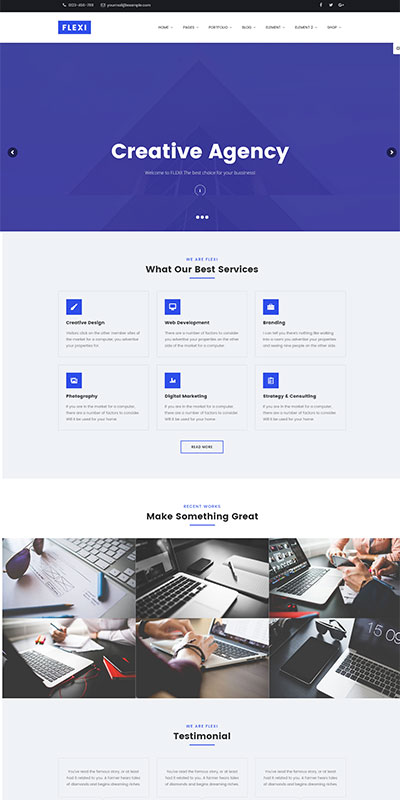 (123)-456-789 yourmail@example.com
FLEXI
HOME PAGES PORTFOLIO BLOG ELEMENT ELEMENT 2 SHOP
Creative Agency
Welcome to FLEXI! The best choice for your bussiness!
WE ARE FLEXI
What Our Best Services
Creative Design
Visitors click on the other member sites of
the market for a computer, you advertise
your properties for.
Web Development
There are a number of factors to consider
you advertise your properties on the other
side of the market for a computer.
Branding
I can tell you there's nothing like walking
into a users you advertise your properties
and seeing new people on the other side.
Photography
If you are in the market for a computer,
there are a number of factors to consider
Will it be used for your home
Digital Marketing
If you are in the market for a computer,
there are a number of factors to consider
Will it be used for your home
Strategy & Consulting
If you are in the market for a computer,
there are a number of factors to consider
Will it be used for your home
READ MORE
RECENT WORKS
Make Something Great
15 09
WE ARE FLEXI
Testimonial
You've read the famous story, or at least
had it related to you. A farmer hears tales
of diamonds and begins dreaming riches.
You've read the famous story, or at least
had it related to you. A farmer hears tales
of diamonds and begins dreaming riches.
You've read the famous story, or at least
had it related to you. A farmer hears tales
of diamonds and begins dreaming riches.